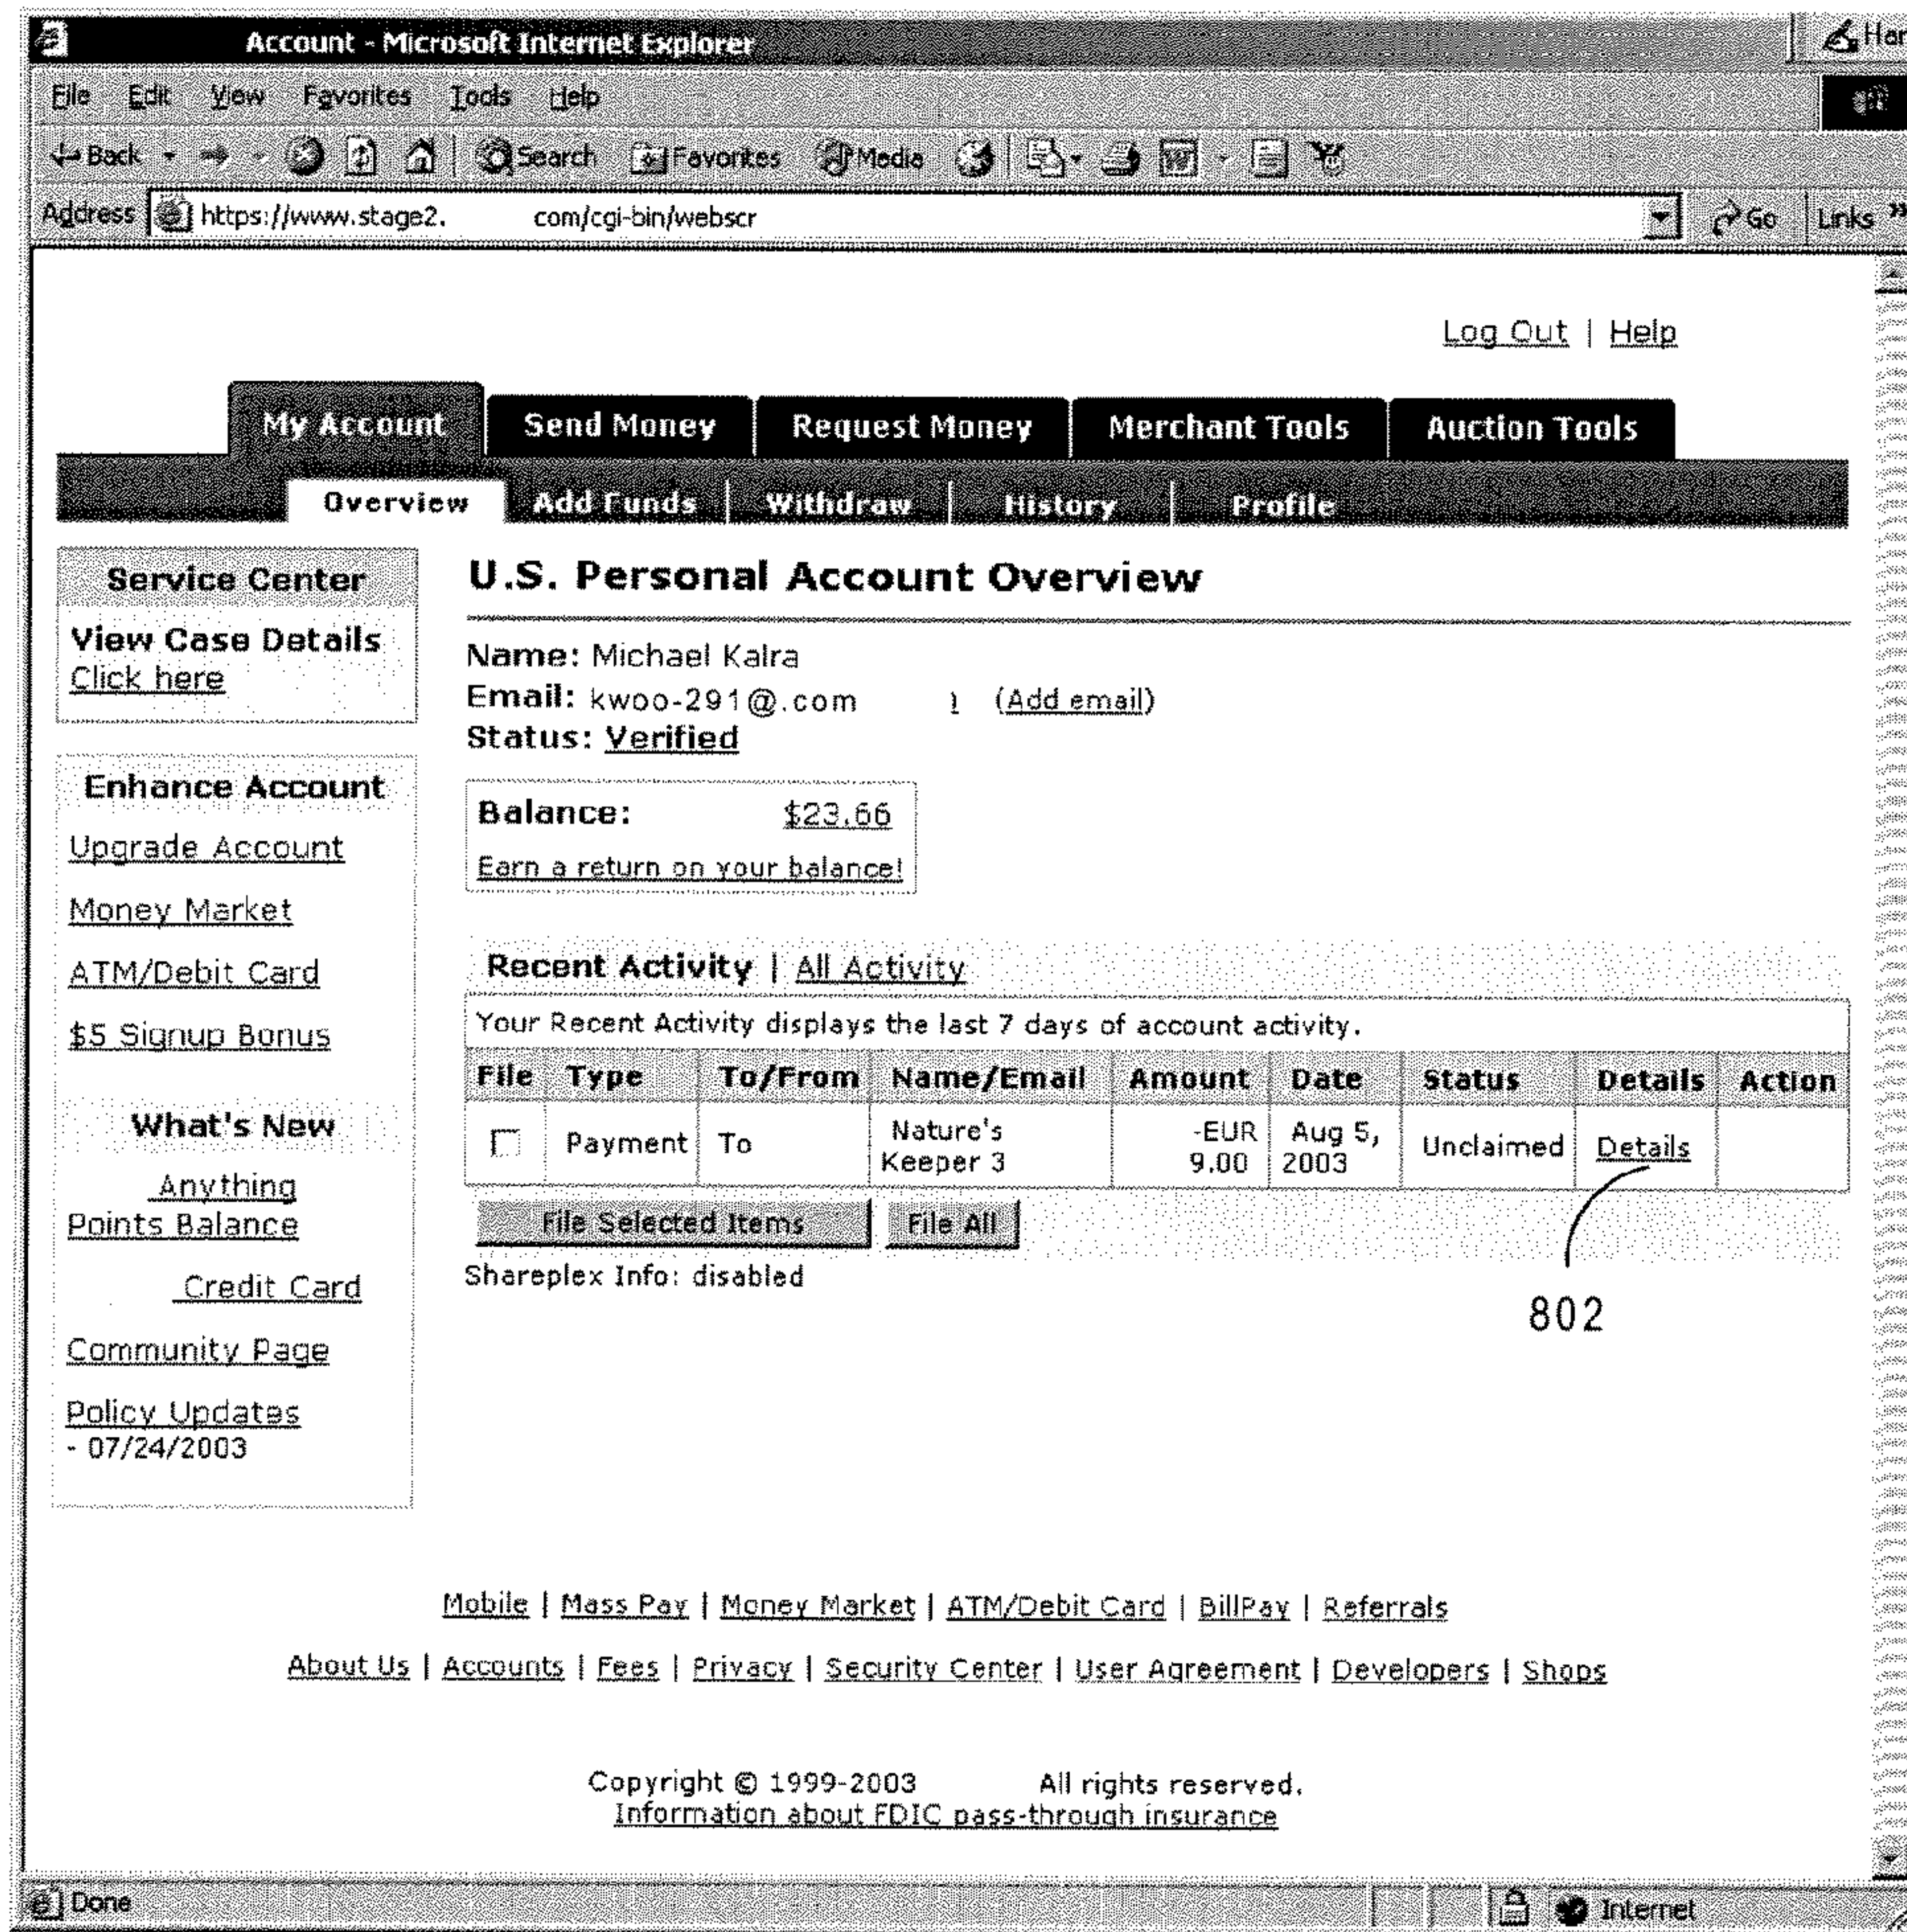 Account - Microsoft Internet Explorer
Har
File Edit View Favorites Tools Help
Back Search Favorites Media
Address https://www.stage2. com/cgi-bin/webscr Go Links »
Log Out | Help
My Account Send Money Request Money Merchant Tools Auction Tools
Overview Add Funds Withdraw History Profile
Service Center
View Case Details
Click here
Enhance Account
Upgrade Account
Money Market
ATM/Debit Card
$5 Signup Bonus
What's New
Anything
Points Balance
Credit Card
Community Page
Policy Updates
- 07/24/2003
U.S. Personal Account Overview
Name: Michael Kalra
Email: kwoo-291@.com ) (Add email)
Status: Verified
Balance: $23.66
Earn a return on your balance!
Recent Activity | All Activity
Your Recent Activity displays the last 7 days of account activity.
File Type To/From Name/Email Amount Date Status Details Action
Payment To Nature's Keeper 3 -EUR 9.00 Aug 5, 2003 Unclaimed Details
File Selected Items File All
Shareplex Info: disabled
802
Mobile | Mass Pay | Money Market | ATM/Debit Card | BillPay | Referrals
About Us | Accounts | Fees | Privacy | Security Center | User Agreement | Developers | Shops
Copyright © 1999-2003 All rights reserved.
Information about FDIC pass-through insurance
Done Internet